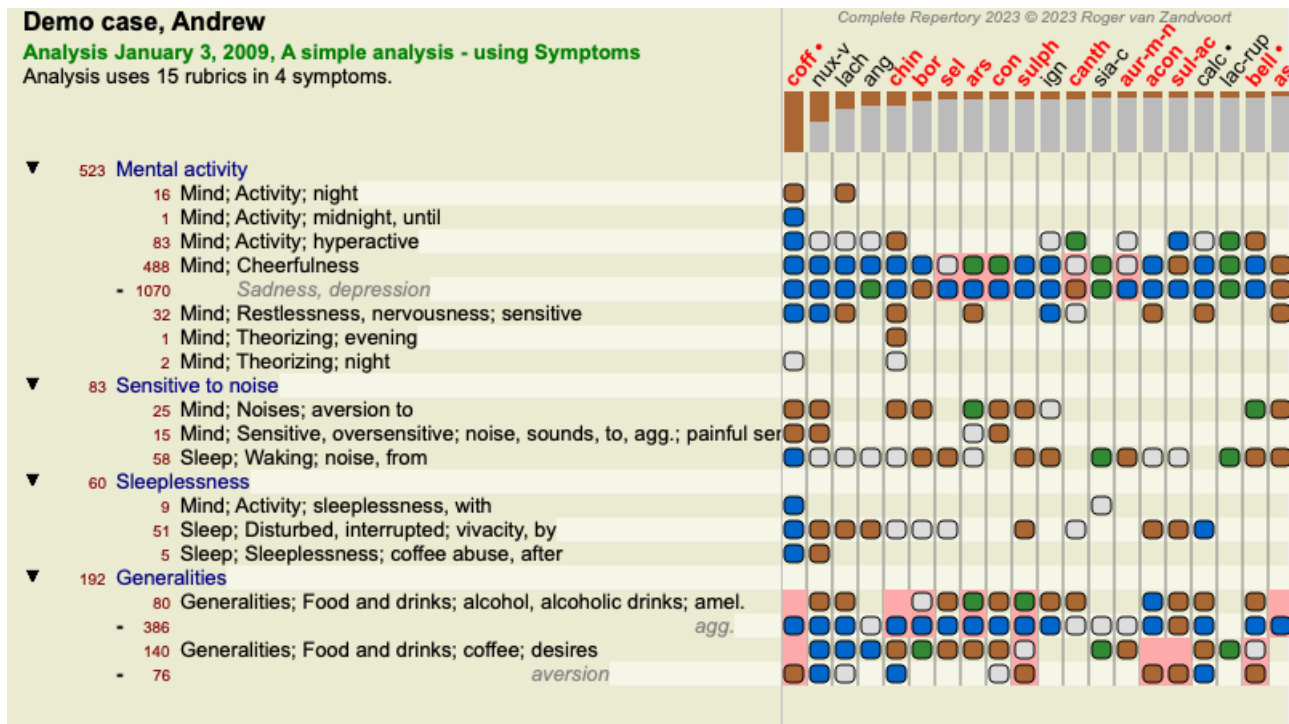 Demo case, Andrew
Complete Repertory 2023 © 2023 Roger van Zandvoort
Analysis January 3, 2009, A simple analysis - using Symptoms
Analysis uses 15 rubrics in 4 symptoms.
coff • nux-v lach ang chin bor sel ars con sulph ign canth sia-c aur-m-n acon sul-ac calc • lac-rup bell • as
▼ 523 Mental activity
16 Mind; Activity; night
1 Mind; Activity; midnight, until
83 Mind; Activity; hyperactive
488 Mind; Cheerfulness
- 1070 Sadness, depression
32 Mind; Restlessness, nervousness; sensitive
1 Mind; Theorizing; evening
2 Mind; Theorizing; night
▼ 83 Sensitive to noise
25 Mind; Noises; aversion to
15 Mind; Sensitive, oversensitive; noise, sounds, to, agg.; painful ser
58 Sleep; Waking; noise, from
▼ 60 Sleeplessness
9 Mind; Activity; sleeplessness, with
51 Sleep; Disturbed, interrupted; vivacity, by
5 Sleep; Sleeplessness; coffee abuse, after
▼ 192 Generalities
80 Generalities; Food and drinks; alcohol, alcoholic drinks; amel.
- 386 agg.
140 Generalities; Food and drinks; coffee; desires
- 76 aversion